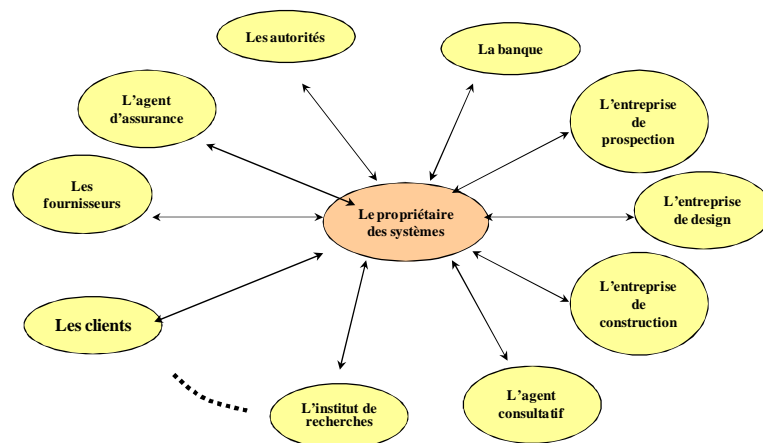 Les autorités
La banque
L'agent
d'assurance
L'entreprise
de
prospection
Les
fournisseurs
Le propriétaire
des systèmes
L'entreprise
de design
L'entreprise
de
construction
Les clients
L'institut de
recherches
L'agent
consultatif